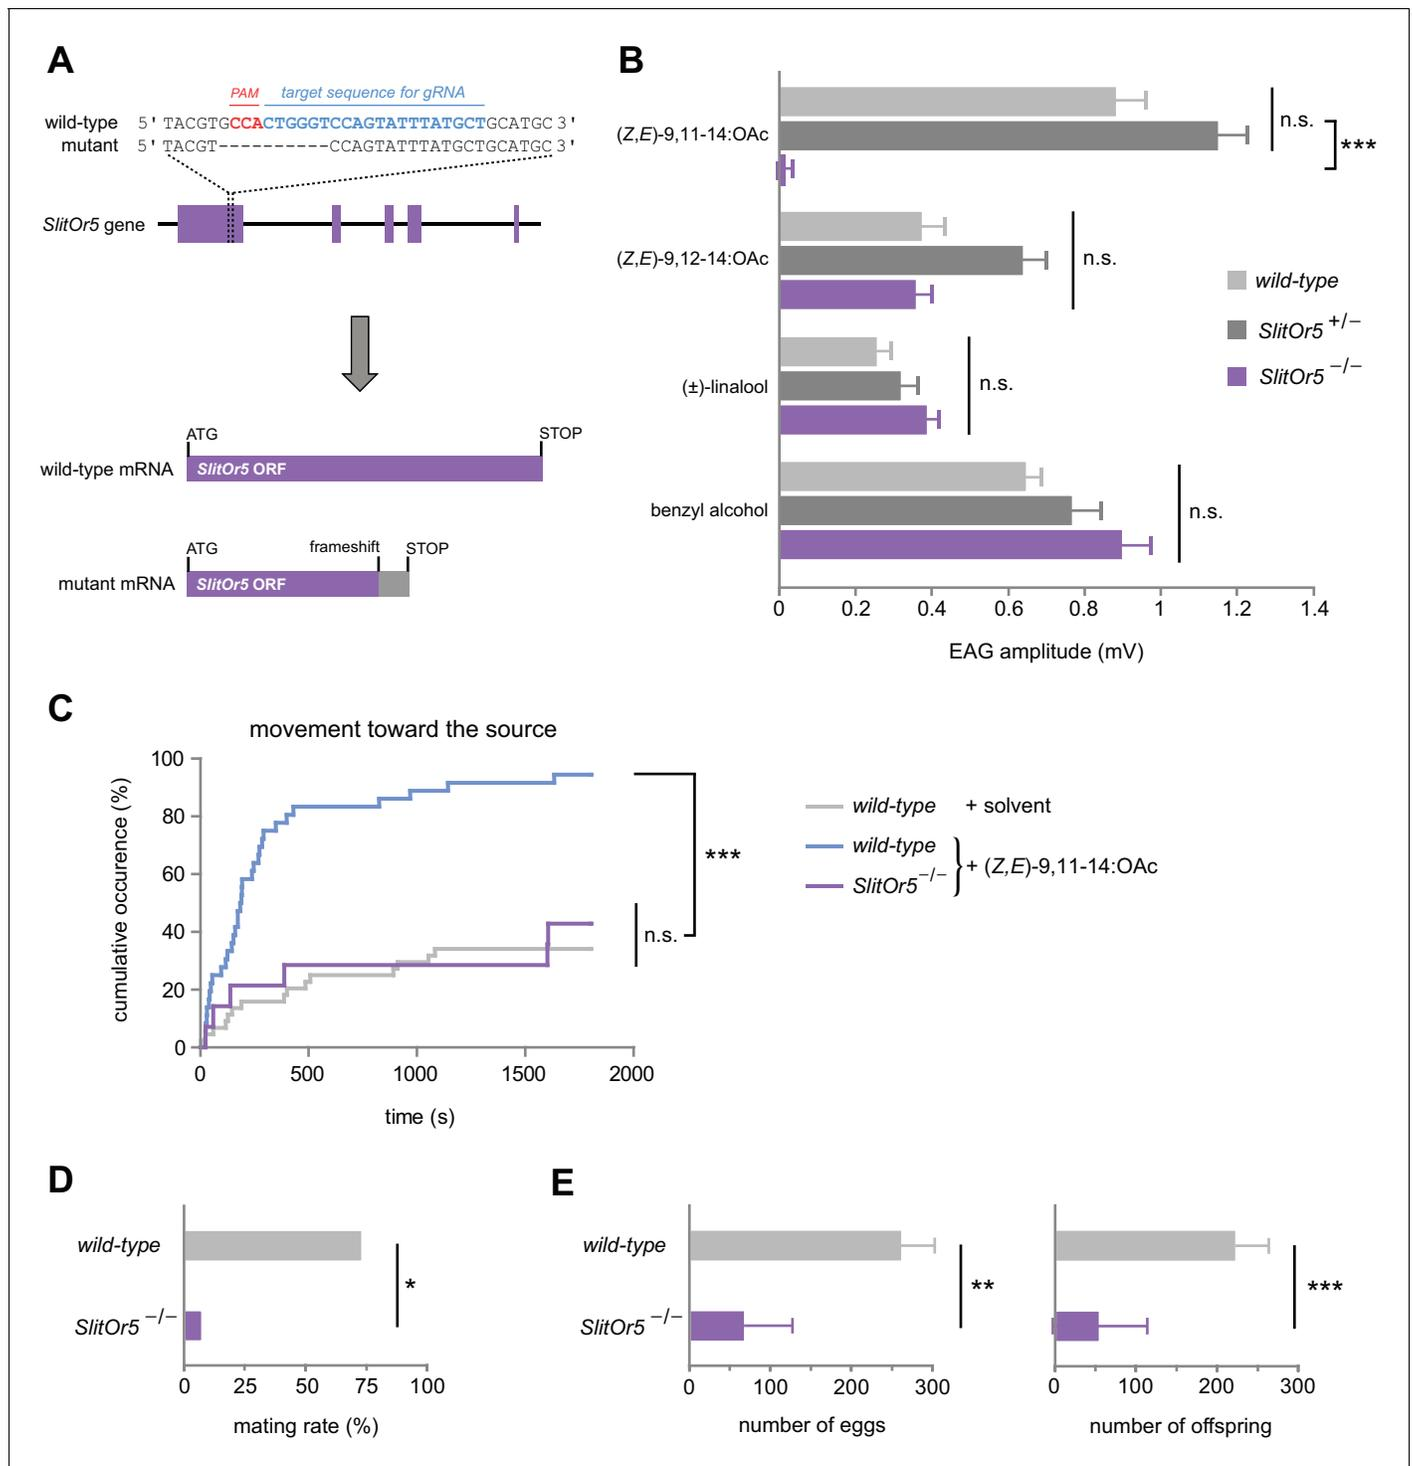 A
PAM target sequence for gRNA
wild-type 5' TACGTGCCACTGGGTCCAGTATTTATGCTGCATGC 3'
mutant 5' TACGT-----------CCAGTATTTATGCTGCATGC 3'
SlitOr5 gene
ATG STOP
wild-type mRNA SlitOr5 ORF
ATG frameshift STOP
mutant mRNA SlitOr5 ORF
B
(Z,E)-9,11-14:OAc n.s. ***
(Z,E)-9,12-14:OAc n.s.
(±)-linalool n.s.
benzyl alcohol n.s.
wild-type
SlitOr5 +/−
SlitOr5 −/−
0 0.2 0.4 0.6 0.8 1 1.2 1.4
EAG amplitude (mV)
C
movement toward the source
cumulative occurence (%)
100
80
60
40
20
0
0 500 1000 1500 2000
time (s)
***
n.s.
wild-type + solvent
wild-type
SlitOr5 −/− } + (Z,E)-9,11-14:OAc
D
wild-type
SlitOr5 −/−
*
0 25 50 75 100
mating rate (%)
E
wild-type
SlitOr5 −/−
**
0 100 200 300
number of eggs
***
0 100 200 300
number of offspring